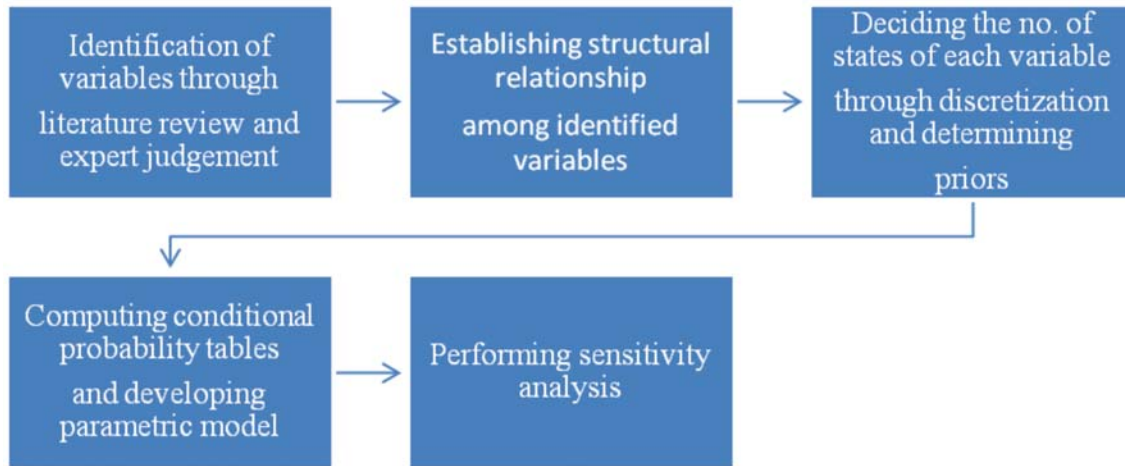 Identification of
variables through
literature review and
expert judgement
Establishing structural
relationship
among identified
variables
Deciding the no. of
states of each variable
through discretization
and determining
priors
Computing conditional
probability tables
and developing
parametric model
Performing sensitivity
analysis